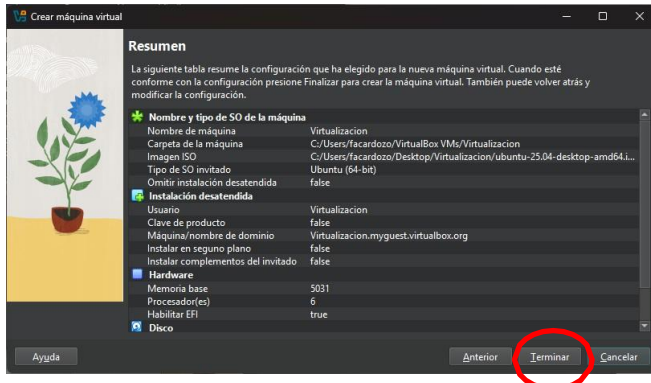 Crear máquina virtual
Resumen
La siguiente tabla resume la configuración que ha elegido para la nueva máquina virtual. Cuando esté
conforme con la configuración presione Finalizar para crear la máquina virtual. También puede volver atrás y
modificar la configuración.
Nombre y tipo de SO de la máquina
Nombre de máquina Virtualizacion
Carpeta de la máquina C:/Users/facardozo/VirtualBox VMs/Virtualizacion
Imagen ISO C:/Users/facardozo/Desktop/Virtualizacion/ubuntu-25.04-desktop-amd64.i...
Tipo de SO invitado Ubuntu (64-bit)
Omitir instalación desatendida false
Instalación desatendida
Usuario Virtualizacion
Clave de producto false
Máquina/nombre de dominio Virtualizacion.myguest.virtualbox.org
Instalar en seguno plano false
Instalar complementos del invitado false
Hardware
Memoria base 5031
Procesador(es) 6
Habilitar EFI true
Disco
Ayuda Anterior Terminar Cancelar